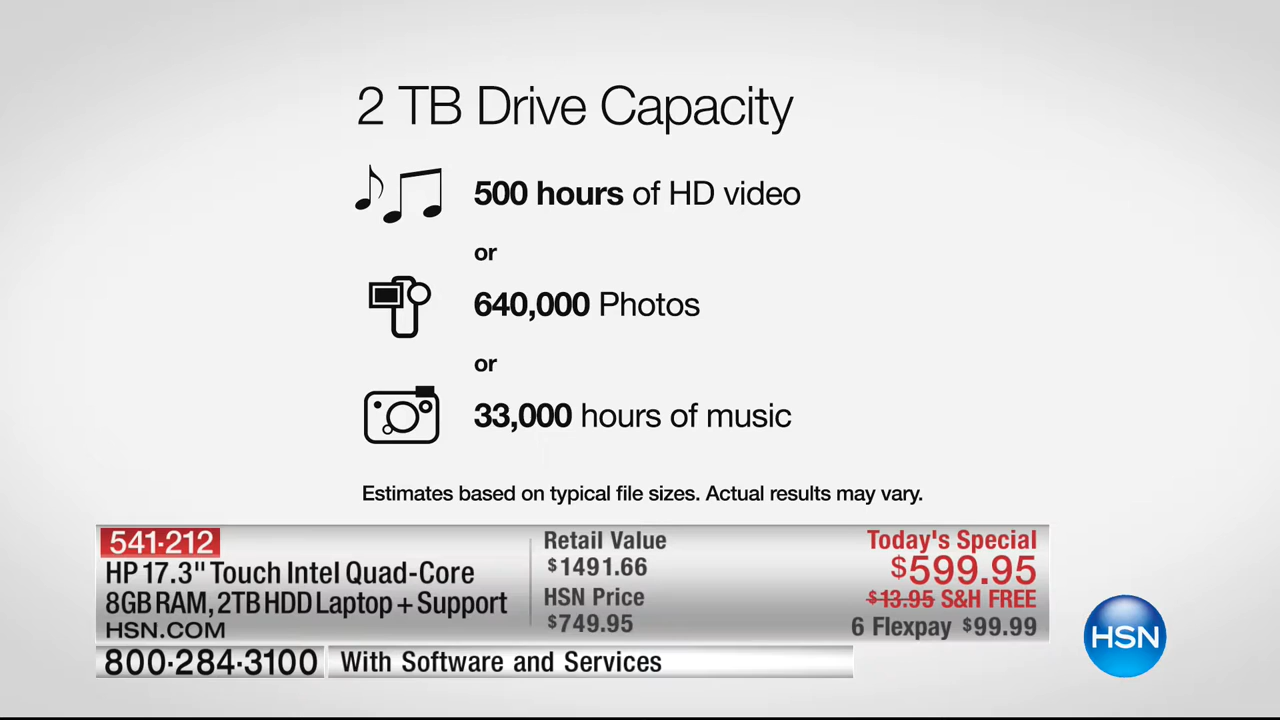 2 TB Drive Capacity
500 hours of HD video
or
640,000 Photos
or
33,000 hours of music
Estimates based on typical file sizes. Actual results may vary.
541-212
HP 17.3" Touch Intel Quad-Core
8GB RAM, 2TB HDD Laptop + Support
HSN.COM
Retail Value
$1491.66
HSN Price
$749.95
Today's Special
$599.95
$13.95 S&H FREE
6 Flexpay $99.99
800·284·3100
With Software and Services
HSN